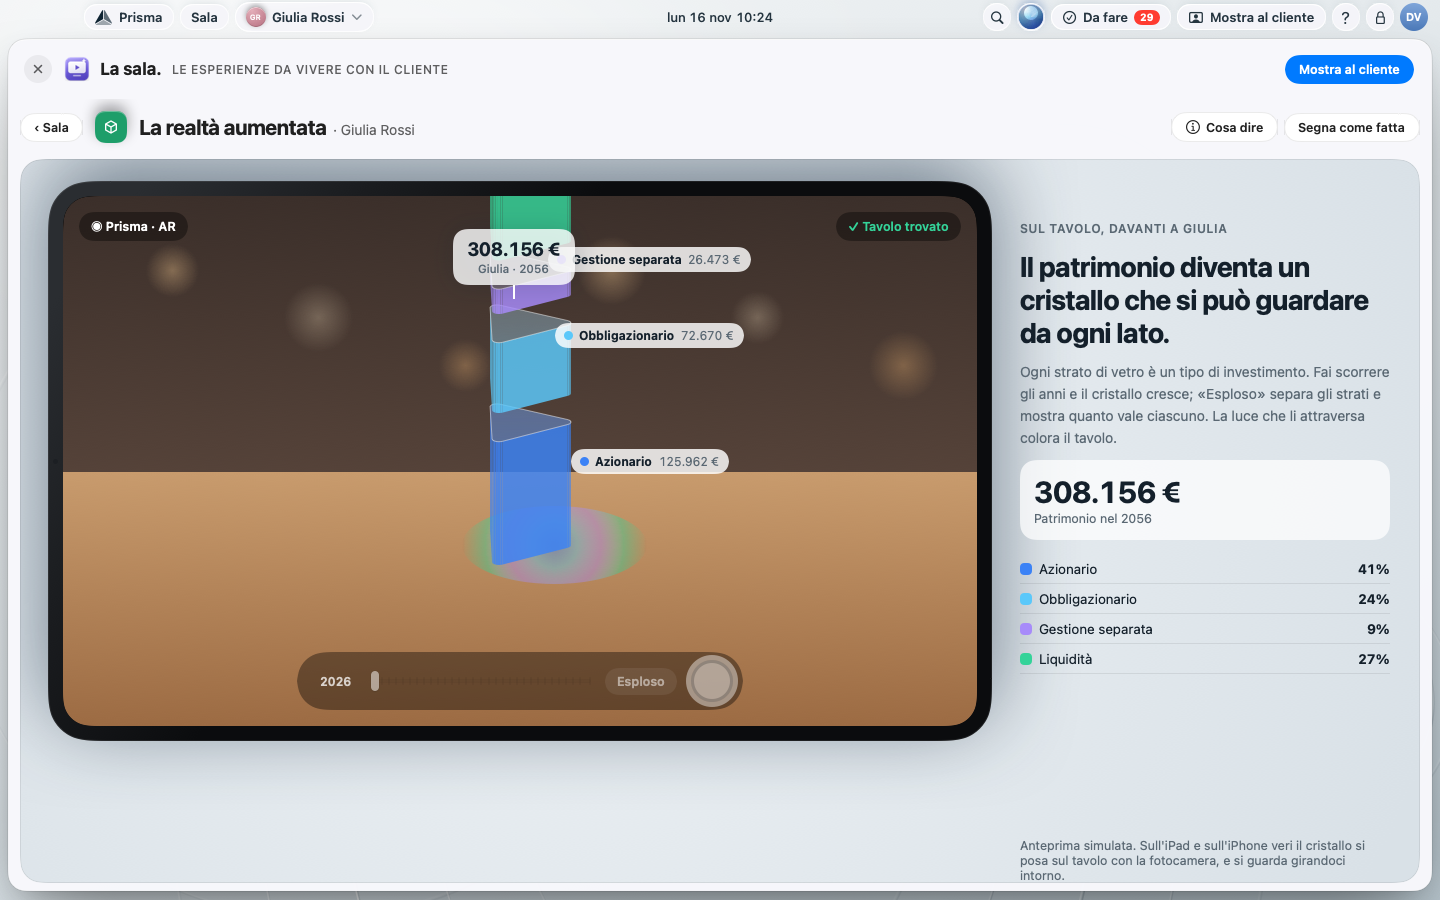 Prisma
Sala
GR Giulia Rossi
lun 16 nov 10:24
Da fare 29
Mostra al cliente
?
DV
La sala. LE ESPERIENZE DA VIVERE CON IL CLIENTE
Mostra al cliente
‹ Sala
La realtà aumentata · Giulia Rossi
Cosa dire
Segna come fatta
Prisma · AR
Tavolo trovato
308.156 €
Giulia · 2056
Gestione separata 26.473 €
Obbligazionario 72.670 €
Azionario 125.962 €
2026
Esploso
SUL TAVOLO, DAVANTI A GIULIA
Il patrimonio diventa un
cristallo che si può guardare
da ogni lato.
Ogni strato di vetro è un tipo di investimento. Fai scorrere
gli anni e il cristallo cresce; «Esploso» separa gli strati e
mostra quanto vale ciascuno. La luce che li attraversa
colora il tavolo.
308.156 €
Patrimonio nel 2056
Azionario 41%
Obbligazionario 24%
Gestione separata 9%
Liquidità 27%
Anteprima simulata. Sull'iPad e sull'iPhone veri il cristallo si
posa sul tavolo con la fotocamera, e si guarda girandoci
intorno.